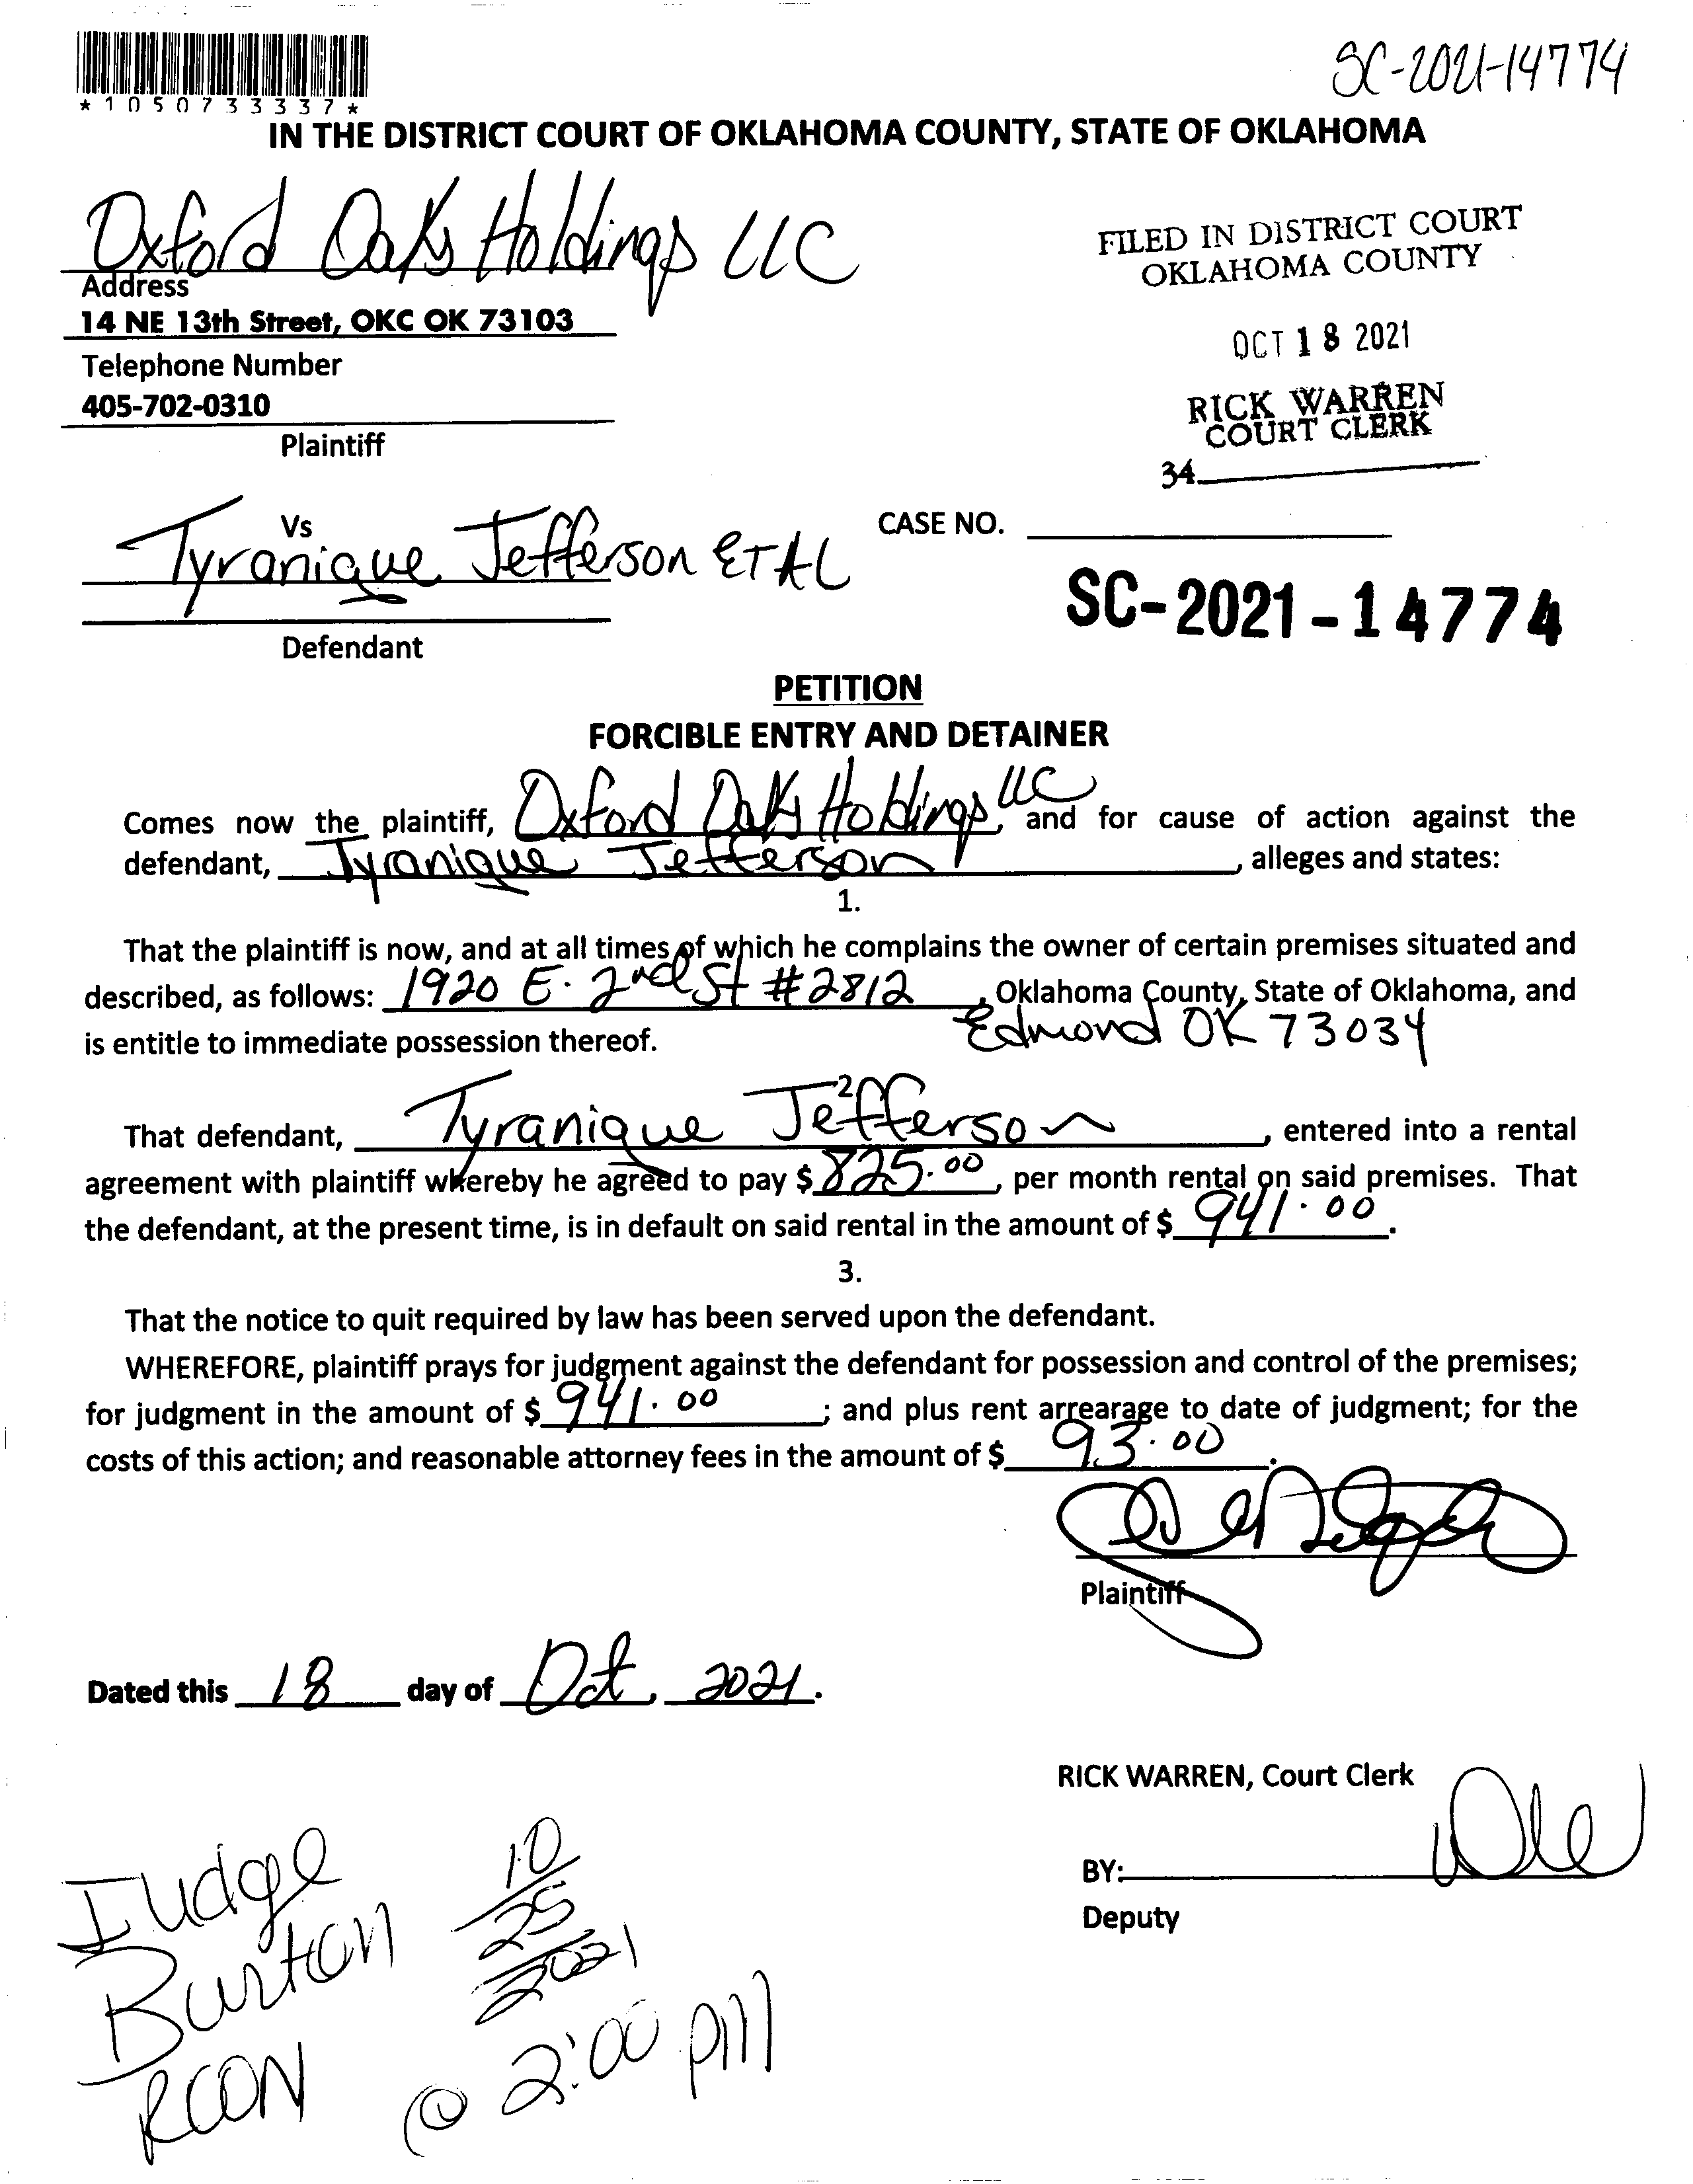 SC-2021-14774
*1050733337*
IN THE DISTRICT COURT OF OKLAHOMA COUNTY, STATE OF OKLAHOMA
Oxford Oaks Holdings LLC
Address
14 NE 13th Street, OKC OK 73103
Telephone Number
405-702-0310
Plaintiff
FILED IN DISTRICT COURT
OKLAHOMA COUNTY
OCT 18 2021
RICK WARREN
COURT CLERK
34
Vs
Tyranique Jefferson ETAL
Defendant
CASE NO.
SC-2021-14774
PETITION
FORCIBLE ENTRY AND DETAINER
Comes now the plaintiff, Oxford Oaks Holdings, LLC and for cause of action against the
defendant, Tyranique Jefferson, alleges and states:
1.
That the plaintiff is now, and at all times of which he complains the owner of certain premises situated and
described, as follows: 1920 E. 2nd St #2812, Oklahoma County, State of Oklahoma, and
is entitle to immediate possession thereof. Edmond OK 73034
2
That defendant, Tyranique Jefferson, entered into a rental
agreement with plaintiff whereby he agreed to pay $ 825.00, per month rental on said premises. That
the defendant, at the present time, is in default on said rental in the amount of $ 941.00.
3.
That the notice to quit required by law has been served upon the defendant.
WHEREFORE, plaintiff prays for judgment against the defendant for possession and control of the premises;
for judgment in the amount of $ 941.00; and plus rent arrearage to date of judgment; for the
costs of this action; and reasonable attorney fees in the amount of $ 93.00.
Plaintiff
Dated this 18 day of Oct, 2021.
RICK WARREN, Court Clerk
BY:
Deputy
Judge
Burton
10
25
2021
@ 2:00 pm